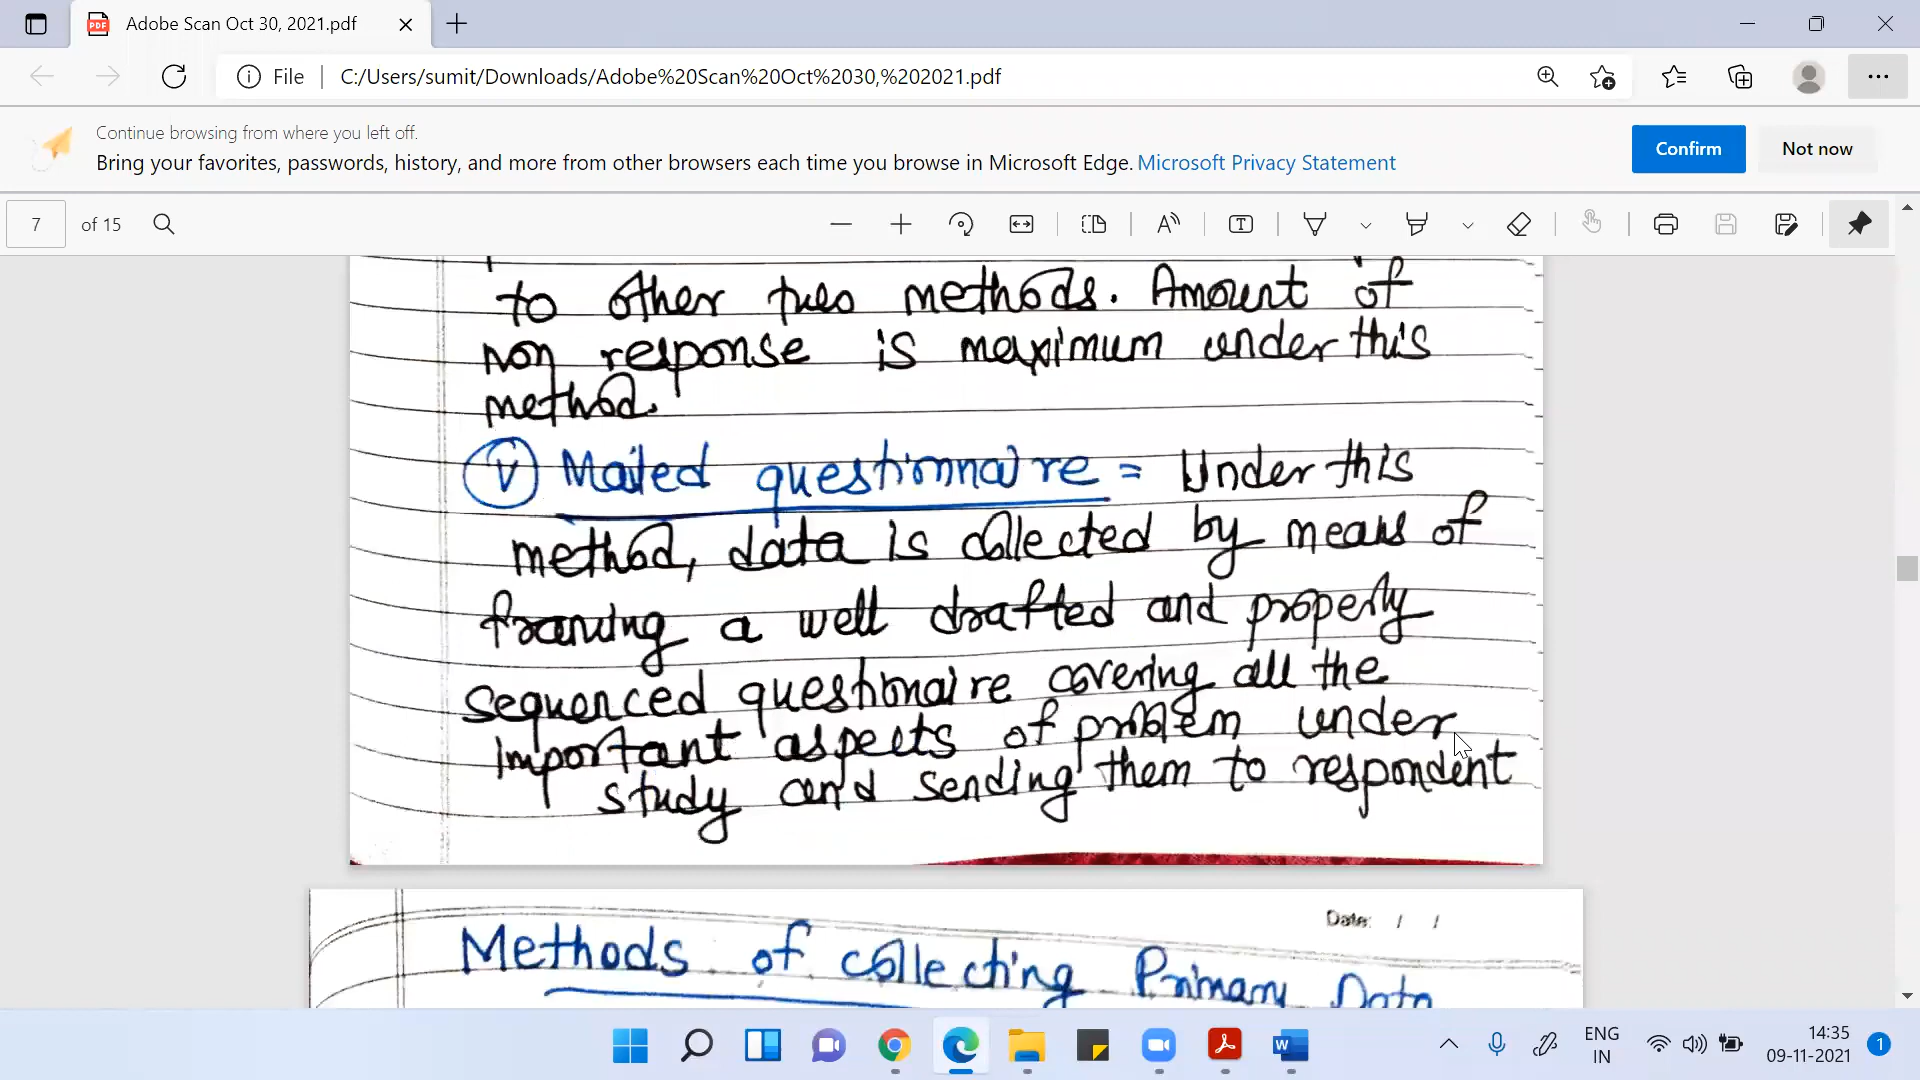 Adobe Scan Oct 30, 2021.pdf
File
C:/Users/sumit/Downloads/Adobe%20Scan%20Oct%2030,%202021.pdf
Continue browsing from where you left off.
Bring your favorites, passwords, history, and more from other browsers each time you browse in Microsoft Edge. Microsoft Privacy Statement
Confirm
Not now
7 of 15
to other two methods. Amount of
non response is maximum under this
method.
(v) Mailed questionnaire = Under this
method, data is collected by means of
framing a well drafted and properly
sequenced questionaire covering all the
important aspects of problem under
study and sending them to respondent
Date: / /
Methods of collecting Primary Data
ENG
IN
14:35
09-11-2021
1